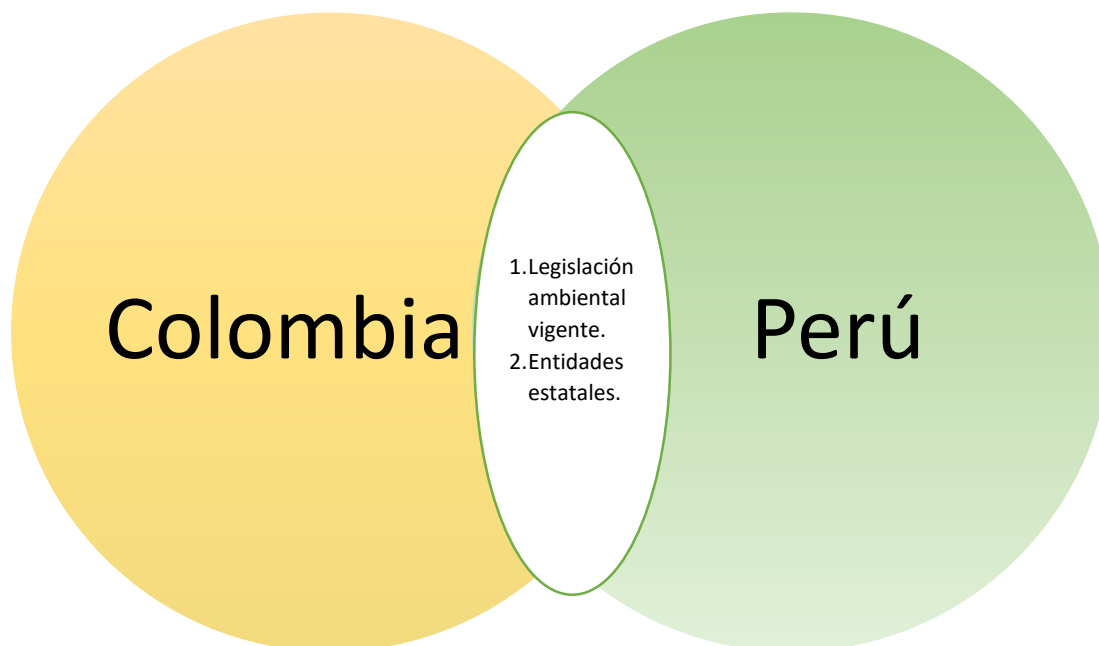 Colombia
1.Legislación
ambiental
vigente.
2.Entidades
estatales.
Perú